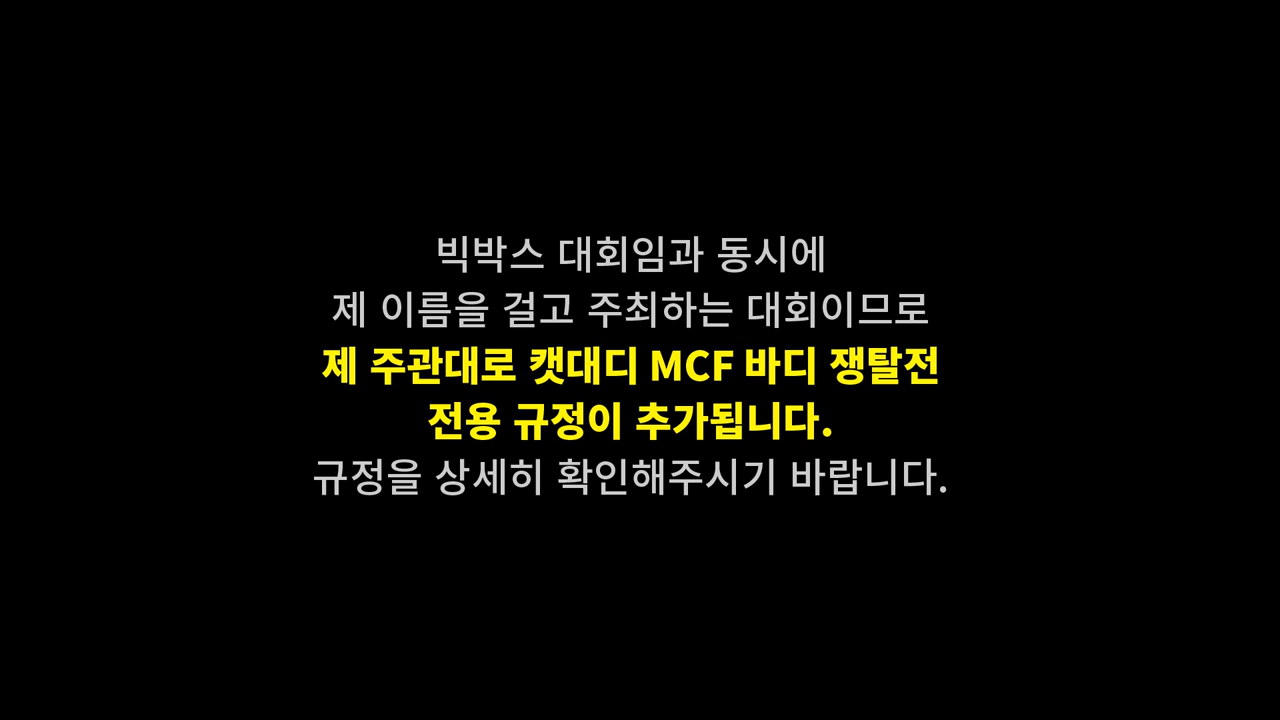 빅박스 대회임과 동시에
제 이름을 걸고 주최하는 대회이므로
제 주관대로 캣대디 MCF 바디 쟁탈전
전용 규정이 추가됩니다.
규정을 상세히 확인해주시기 바랍니다.